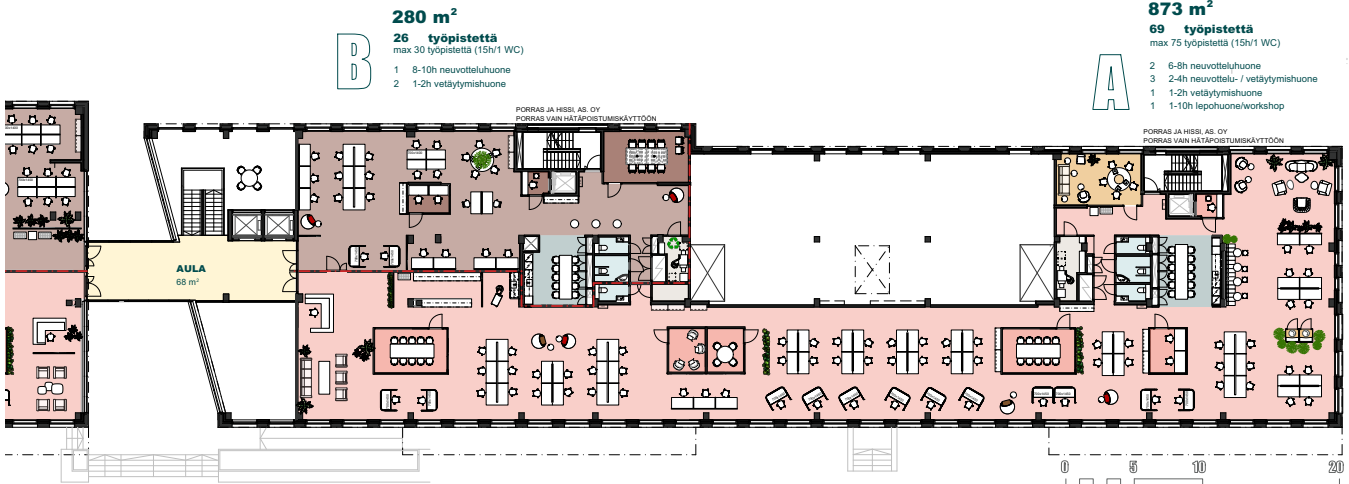 280 m²
B
26 työpistettä
max 30 työpistettä (15h/1 WC)
1 8-10h neuvotteluhuone
2 1-2h vetäytymishuone
873 m²
A
69 työpistettä
max 75 työpistettä (15h/1 WC)
2 6-8h neuvotteluhuone
3 2-4h neuvottelu- / vetäytymishuone
1 1-2h vetäytymishuone
1 1-10h lepohuone/workshop
PORRAS JA HISSI, AS. OY
PORRAS VAIN HÄTÄPOISTUMISKÄYTTÖÖN
PORRAS JA HISSI, AS. OY
PORRAS VAIN HÄTÄPOISTUMISKÄYTTÖÖN
AULA
68 m²
0 5 10 20